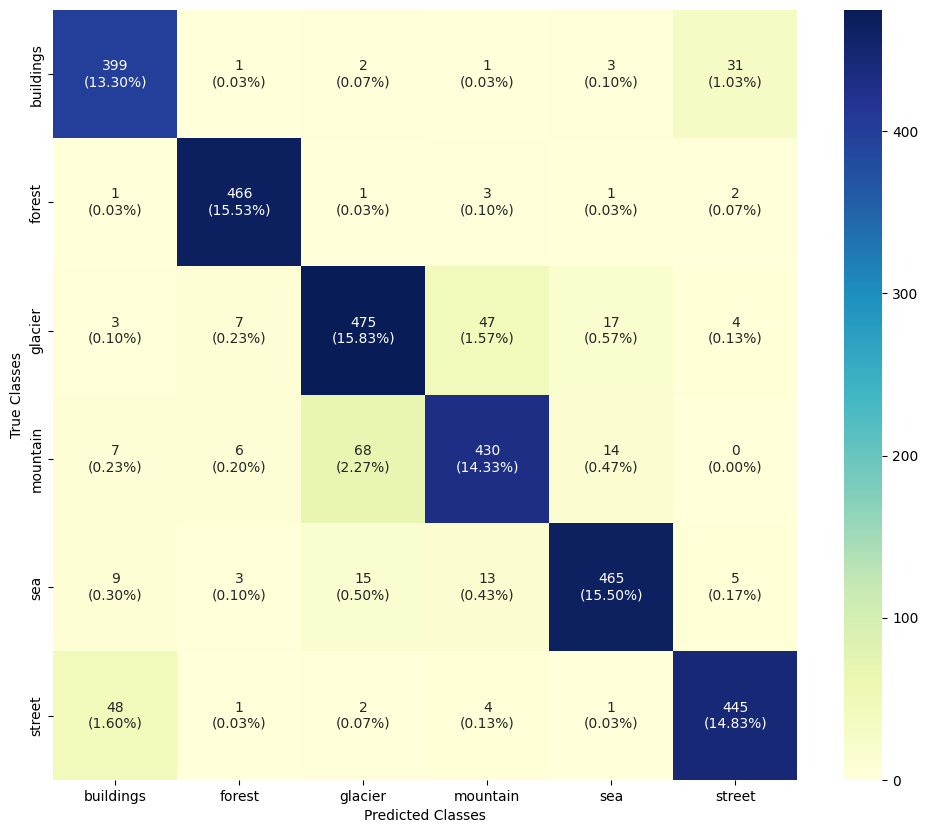 399 1 2 1 3 31
(13.30%) (0.03%) (0.07%) (0.03%) (0.10%) (1.03%)
buildings
1 466 1 3 1 2
(0.03%) (15.53%) (0.03%) (0.10%) (0.03%) (0.07%)
forest
3 7 475 47 17 4
(0.10%) (0.23%) (15.83%) (1.57%) (0.57%) (0.13%)
glacier
True Classes
7 6 68 430 14 0
(0.23%) (0.20%) (2.27%) (14.33%) (0.47%) (0.00%)
mountain
9 3 15 13 465 5
(0.30%) (0.10%) (0.50%) (0.43%) (15.50%) (0.17%)
sea
48 1 2 4 1 445
(1.60%) (0.03%) (0.07%) (0.13%) (0.03%) (14.83%)
street
buildings forest glacier mountain sea street
Predicted Classes
400
300
200
100
0